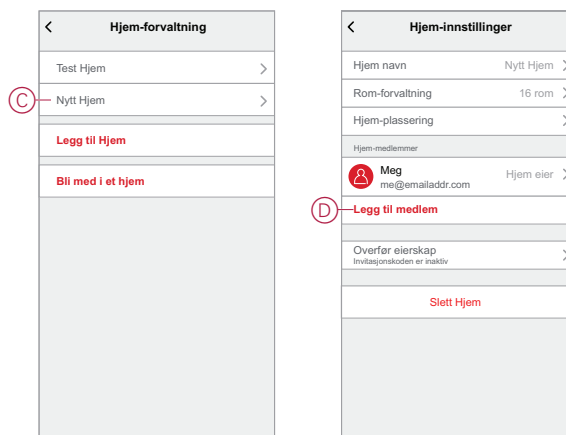 Hjem-forvaltning
Test Hjem
C
Nytt Hjem
Legg til Hjem
Bli med i et hjem
Hjem-innstillinger
Hjem navn Nytt Hjem
Rom-forvaltning 16 rom
Hjem-plassering
Hjem-medlemmer
Meg
me@emailaddr.com
Hjem eier
D
Legg til medlem
Overfør eierskap
Invitasjonskoden er inaktiv
Slett Hjem